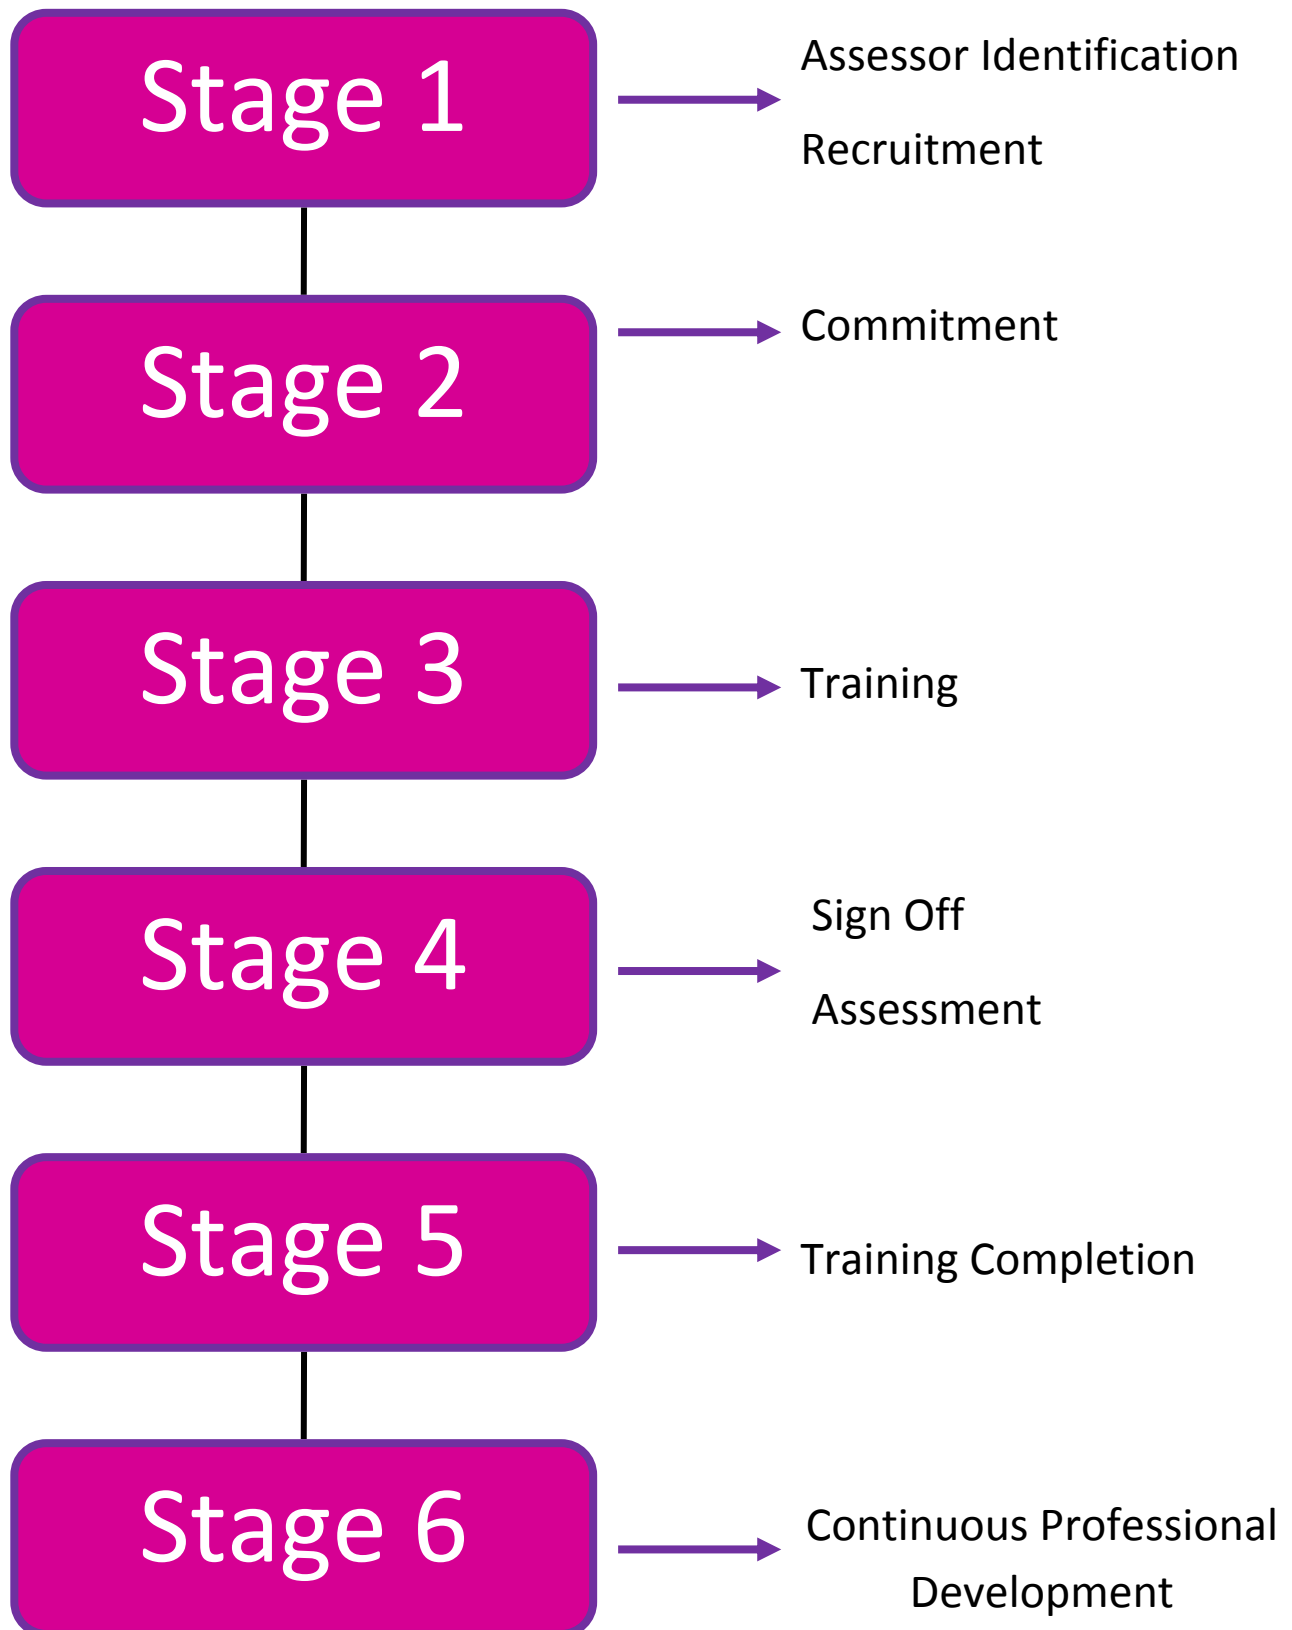 Stage 1
Assessor Identification
Recruitment
Stage 2
Commitment
Stage 3
Training
Stage 4
Sign Off
Assessment
Stage 5
Training Completion
Stage 6
Continuous Professional
Development